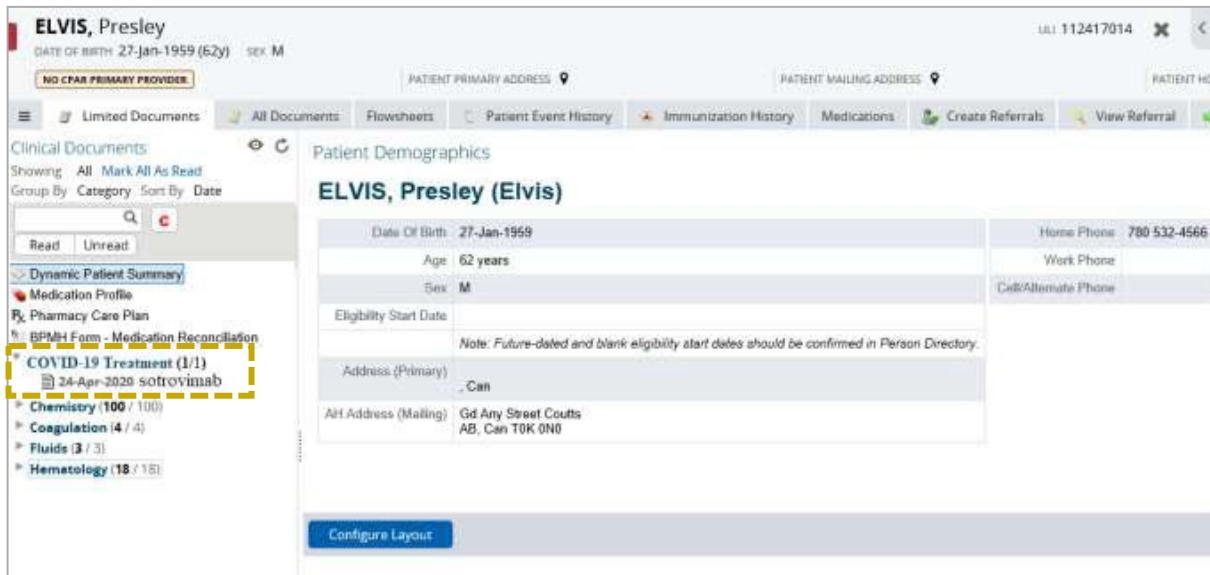 ELVIS, Presley
DATE OF BIRTH 27-Jan-1959 (62y) SEX M
ULI 112417014
NO CPAR PRIMARY PROVIDER
PATIENT PRIMARY ADDRESS
PATIENT MAILING ADDRESS
PATIENT HO
Limited Documents
All Documents
Flowsheets
Patient Event History
Immunization History
Medications
Create Referrals
View Referral
Clinical Documents
Showing All Mark All As Read
Group By Category Sort By Date
C
Read Unread
Dynamic Patient Summary
Medication Profile
Pharmacy Care Plan
BPMH Form - Medication Reconciliation
COVID-19 Treatment (1/1)
24-Apr-2020 sotrovimab
Chemistry (100 / 100)
Coagulation (4 / 4)
Fluids (3 / 3)
Hematology (18 / 18)
Patient Demographics
ELVIS, Presley (Elvis)
Date Of Birth 27-Jan-1959
Home Phone 780 532-4566
Age 62 years
Work Phone
Sex M
Cell/Alternate Phone
Eligibility Start Date
Note: Future-dated and blank eligibility start dates should be confirmed in Person Directory.
Address (Primary)
, Can
AH Address (Mailing) Gd Any Street Coutts
AB, Can T0K 0N0
Configure Layout